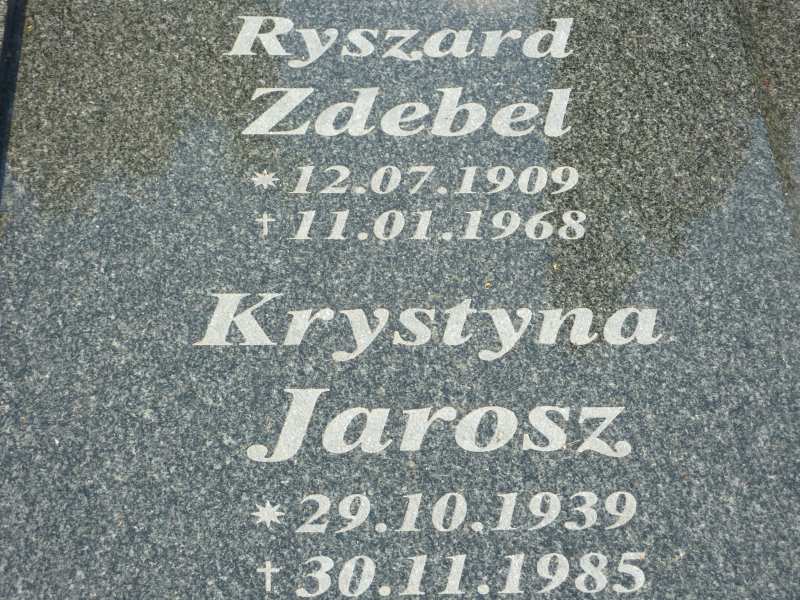 Ryszard
Zdebel
* 12.07.1909
† 11.01.1968
Krystyna
Jarosz
* 29.10.1939
† 30.11.1985